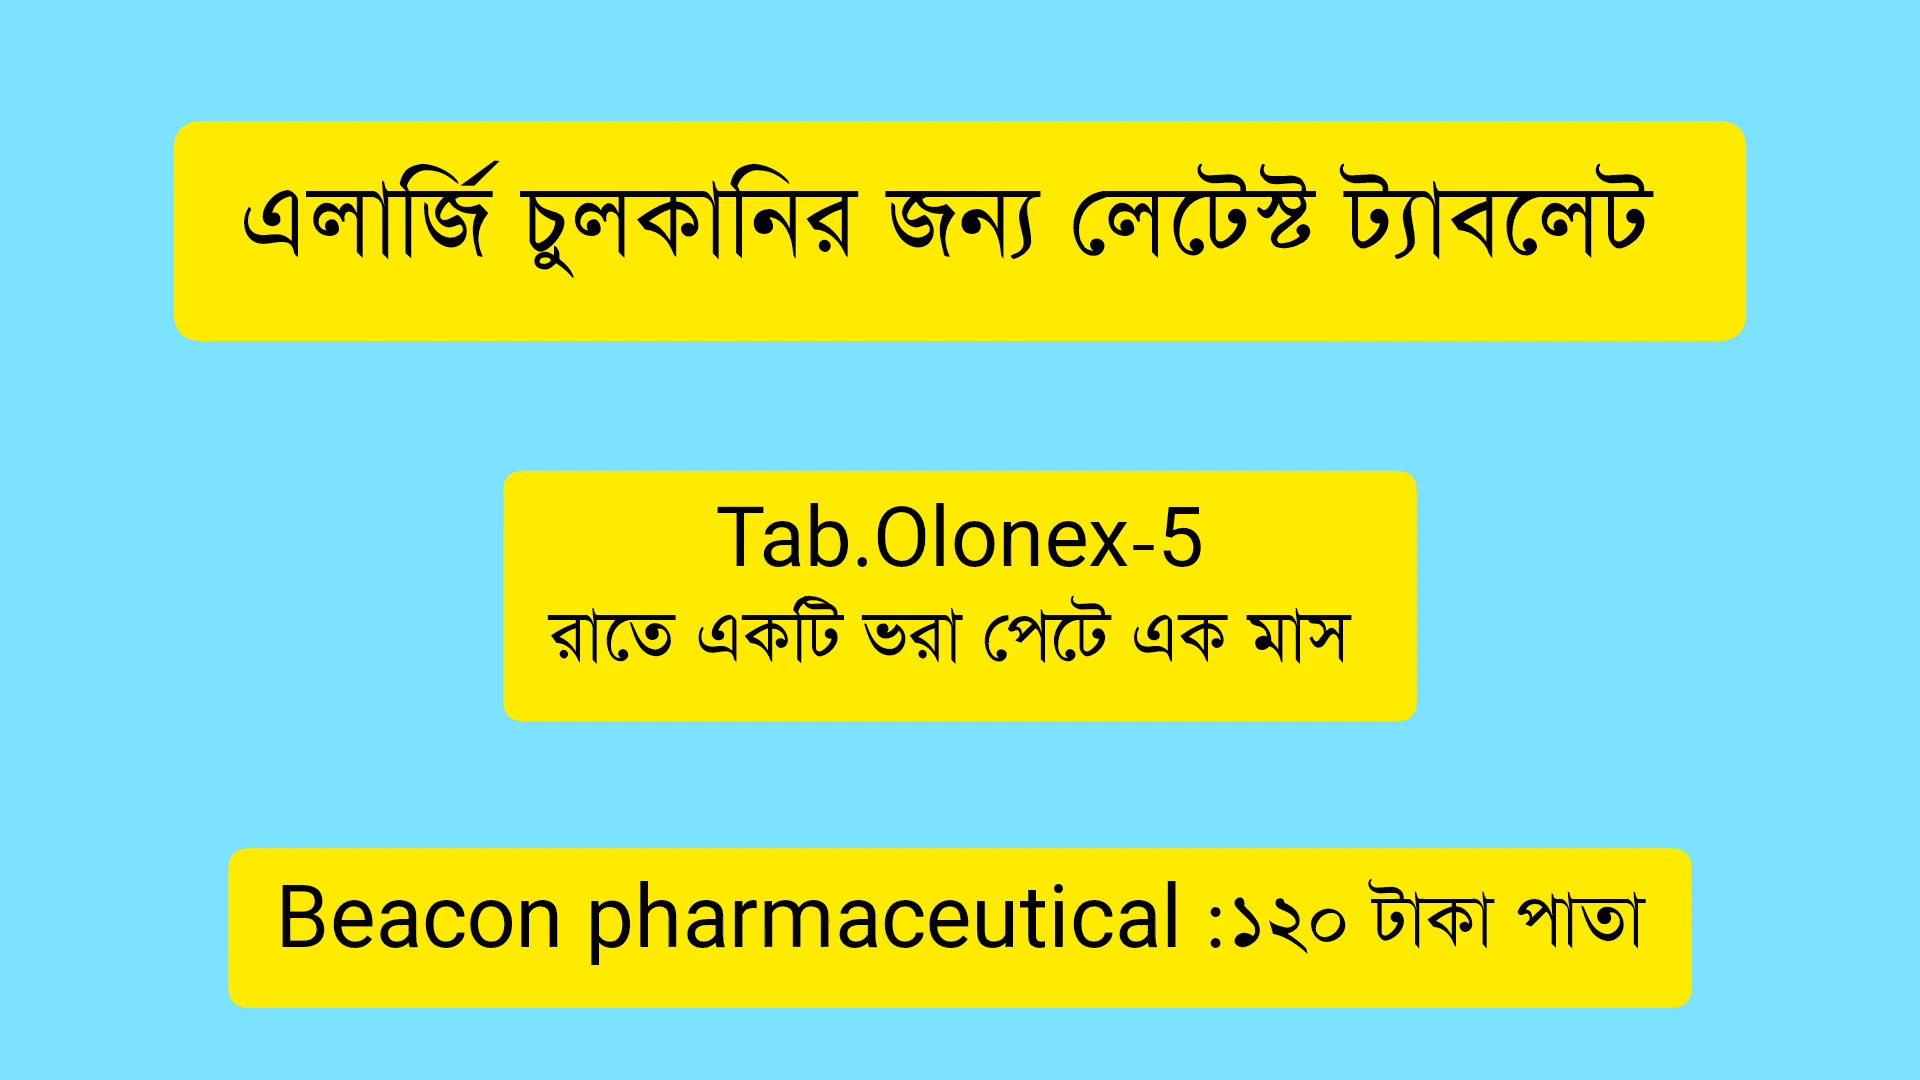 এলার্জি চুলকানির জন্য লেটেস্ট ট্যাবলেট
Tab.Olonex-5
রাতে একটি ভরা পেটে এক মাস
Beacon pharmaceutical :১২০ টাকা পাতা